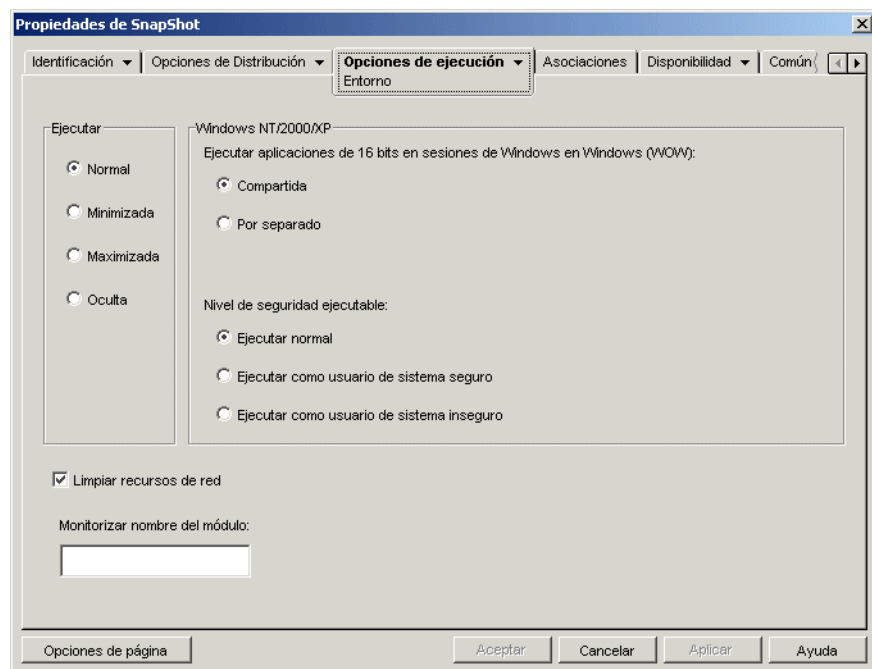 Propiedades de SnapShot
Identificación Opciones de Distribución Opciones de ejecución Asociaciones Disponibilidad Común
Entorno
Ejecutar
Normal
Minimizada
Maximizada
Oculta
Windows NT/2000/XP
Ejecutar aplicaciones de 16 bits en sesiones de Windows en Windows (WOW):
Compartida
Por separado
Nivel de seguridad ejecutable:
Ejecutar normal
Ejecutar como usuario de sistema seguro
Ejecutar como usuario de sistema inseguro
Limpiar recursos de red
Monitorizar nombre del módulo:
Opciones de página Aceptar Cancelar Aplicar Ayuda